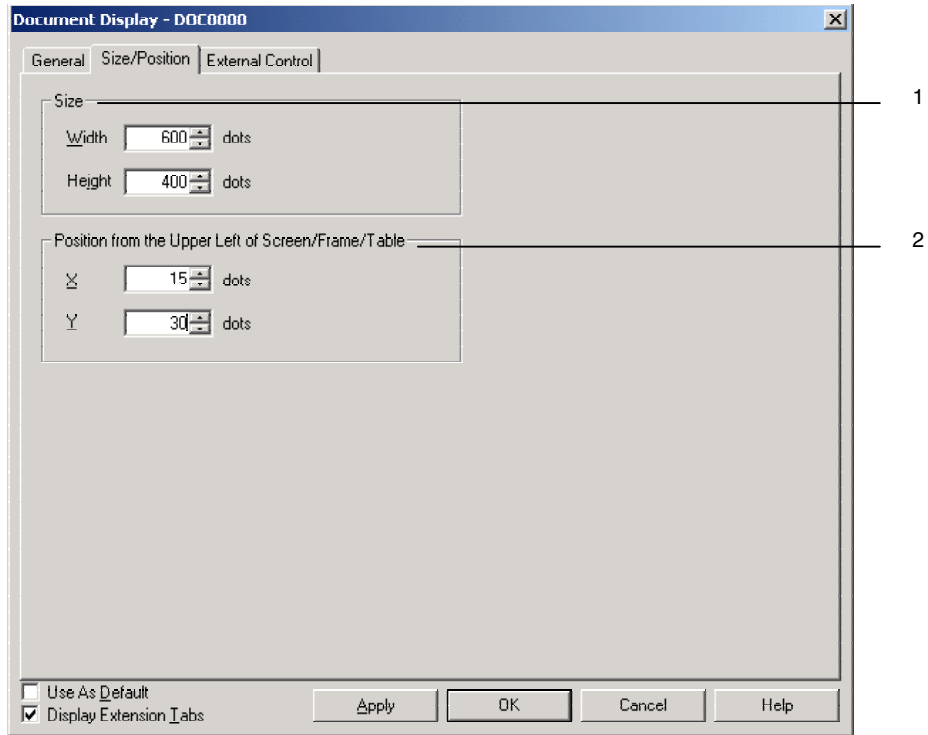 Document Display - DOC0000
General Size/Position External Control
Size
1
Width 600 dots
Height 400 dots
Position from the Upper Left of Screen/Frame/Table
2
X 15 dots
Y 30 dots
Use As Default
Display Extension Tabs
Apply OK Cancel Help